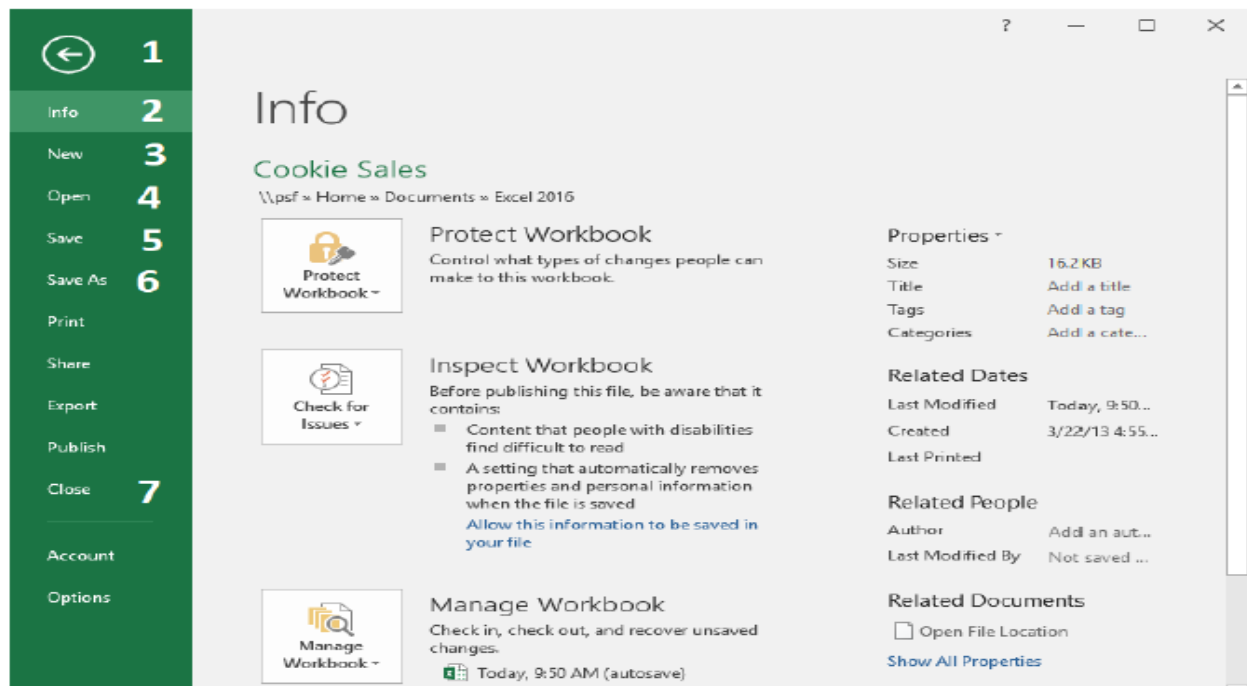 ?
1
Info 2
New 3
Open 4
Save 5
Save As 6
Print
Share
Export
Publish
Close 7
Account
Options
Info
Cookie Sales
\\psf » Home » Documents » Excel 2016
Protect
Workbook
Protect Workbook
Control what types of changes people can
make to this workbook.
Check for
Issues
Inspect Workbook
Before publishing this file, be aware that it
contains:
Content that people with disabilities
find difficult to read
A setting that automatically removes
properties and personal information
when the file is saved
Allow this information to be saved in
your file
Manage
Workbook
Manage Workbook
Check in, check out, and recover unsaved
changes.
Today, 9:50 AM (autosave)
Properties
Size 16.2KB
Title Add a title
Tags Add a tag
Categories Add a cate...
Related Dates
Last Modified Today, 9:50...
Created 3/22/13 4:55...
Last Printed
Related People
Author Add an aut...
Last Modified By Not saved ...
Related Documents
Open File Location
Show All Properties